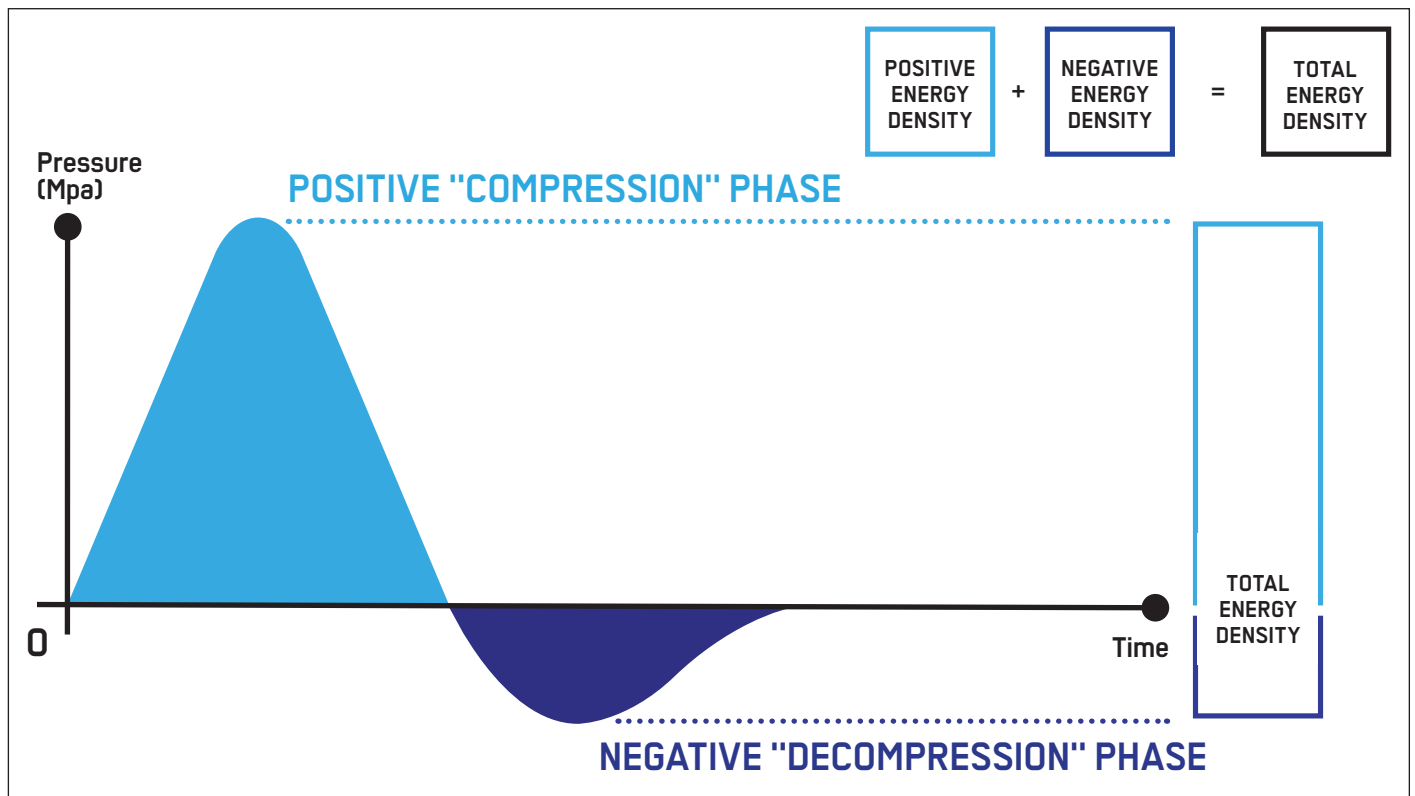 POSITIVE
ENERGY
DENSITY
+
NEGATIVE
ENERGY
DENSITY
=
TOTAL
ENERGY
DENSITY
Pressure
(Mpa)
POSITIVE "COMPRESSION" PHASE
TOTAL
ENERGY
DENSITY
0
Time
NEGATIVE "DECOMPRESSION" PHASE